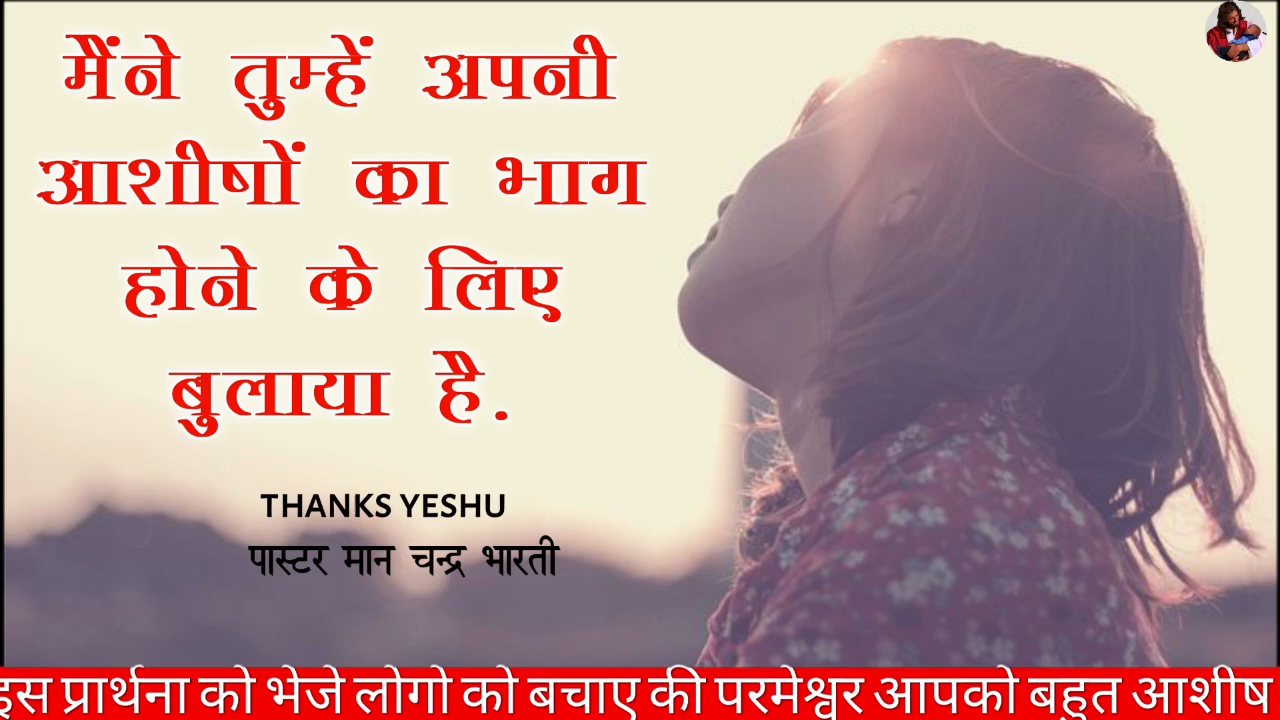 मैंने तुम्हें अपनी
आशीषों का भाग
होने के लिए
बुलाया है.
THANKS YESHU
पास्टर मान चन्द्र भारती
इस प्रार्थना को भेजे लोगो को बचाए की परमेश्वर आपको बहुत आशीष